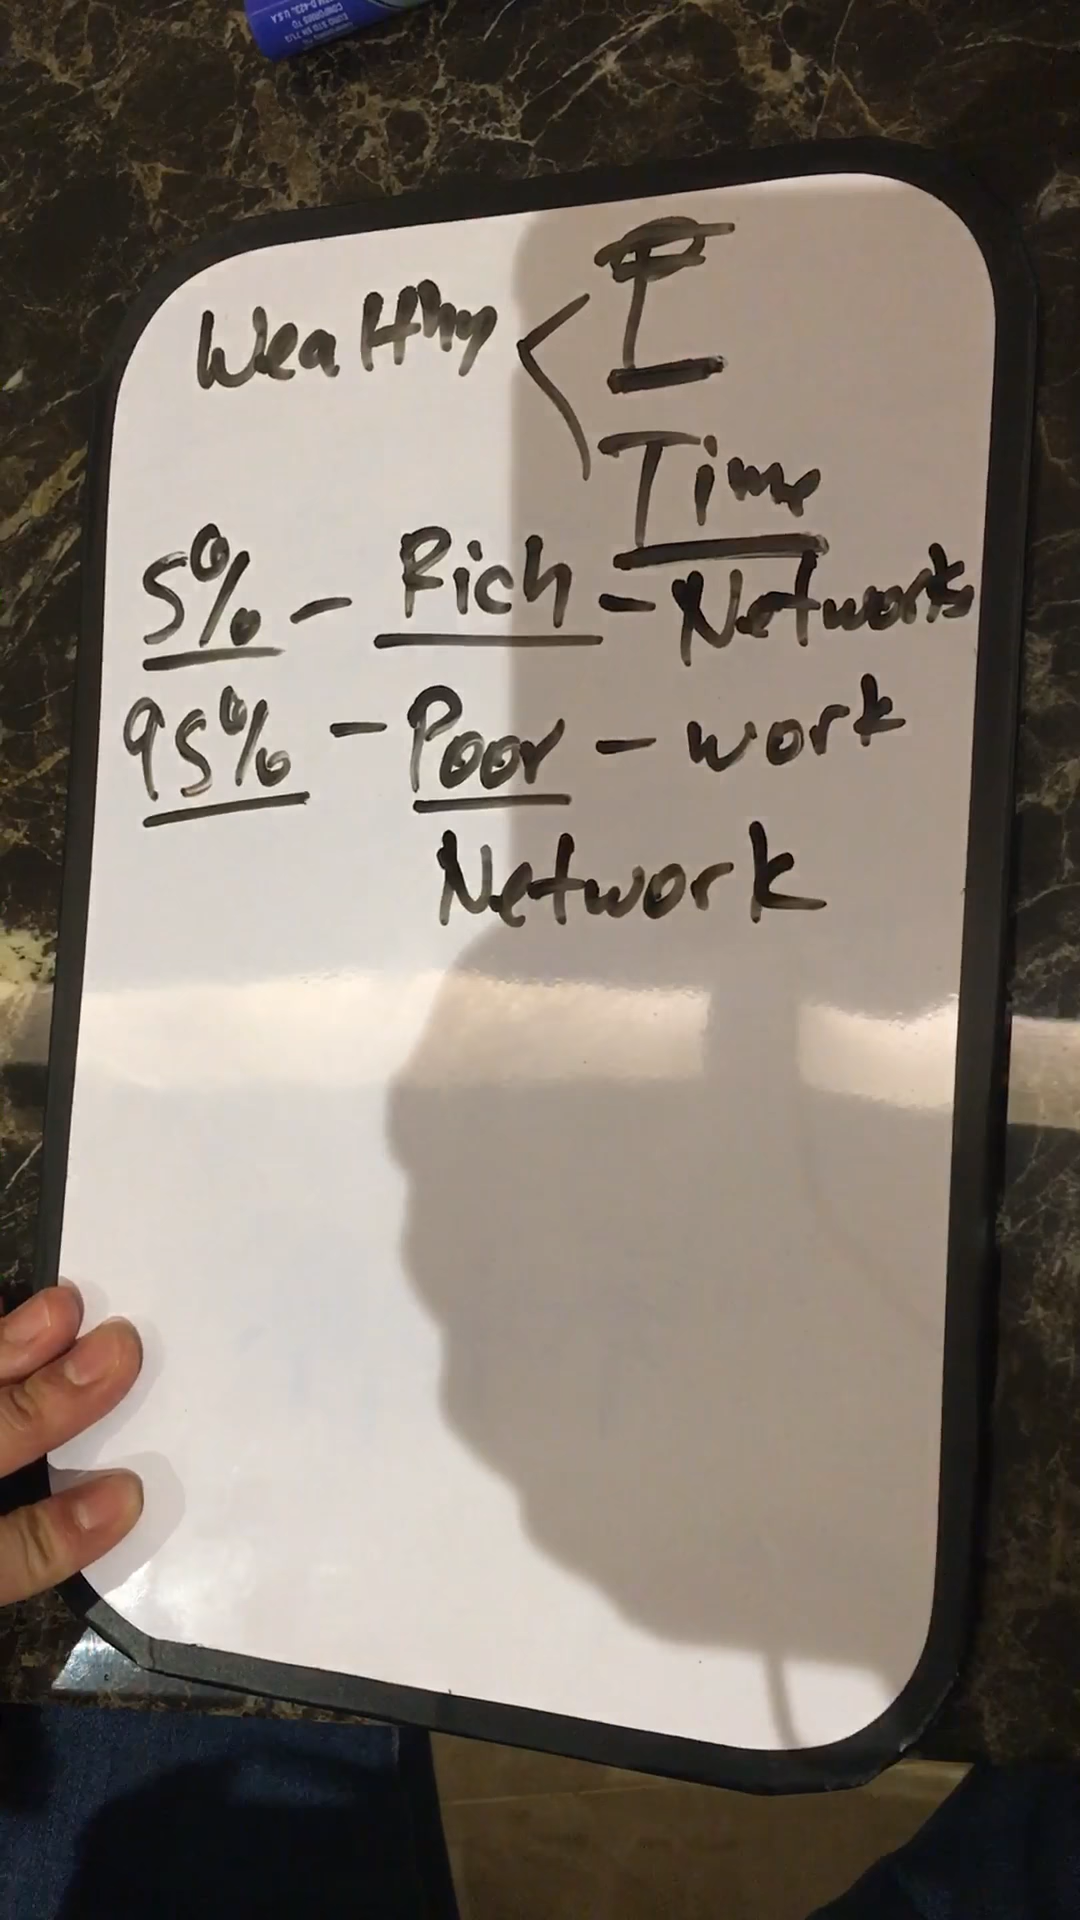 Wealthy < I
Time
5% - Rich - Networks
95% - Poor - work
Network